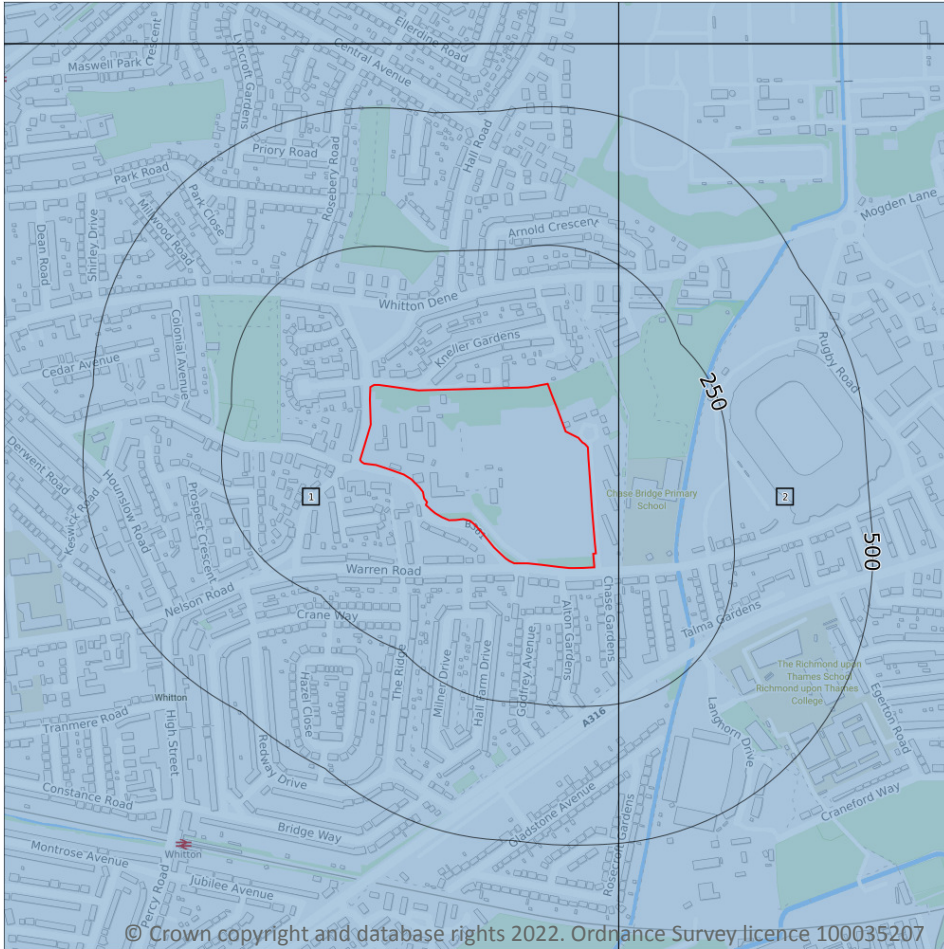 Ellerdine Road
Central Avenue
Maswell Park
Crescent
Lyncroft Gardens
Priory Road
Hall Road
Rosebery Road
Park Road
Park Close
Millwood Road
Dean Road
Shirley Drive
Mogden Lane
Arnold Crescent
Whitton Dene
Colonial Avenue
Kneller Gardens
Rugby Road
Cedar Avenue
250
Derwent Road
Hounslow Road
Keswick Road
Prospect Crescent
1
2
Chase Bridge Primary
School
B361
500
Warren Road
Nelson Road
Crane Way
Chase Gardens
Alton Gardens
Godfrey Avenue
Talma Gardens
The Ridge
Milner Drive
Hall Farm Drive
Hazel Close
The Richmond upon
Thames School
Richmond upon Thames
College
Egerton Road
Whitton
Tranmere Road
High Street
A316
Langhorn Drive
Redway Drive
Constance Road
Gladstone Avenue
Craneford Way
Bridge Way
Rosecroft Gardens
Montrose Avenue
Whitton
Percy Road
Jubilee Avenue
© Crown copyright and database rights 2022. Ordnance Survey licence 100035207